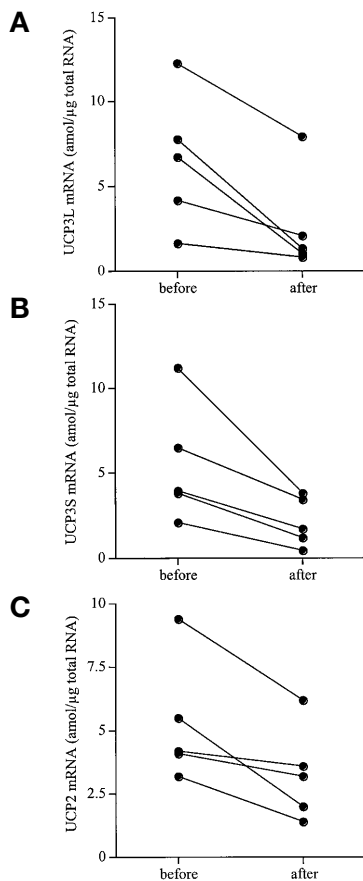 A
UCP3L mRNA (amol/µg total RNA)
15
10
5
0
before after
B
UCP3S mRNA (amol/µg total RNA)
15
10
5
0
before after
C
UCP2 mRNA (amol/µg total RNA)
10
7.5
5
2.5
0
before after